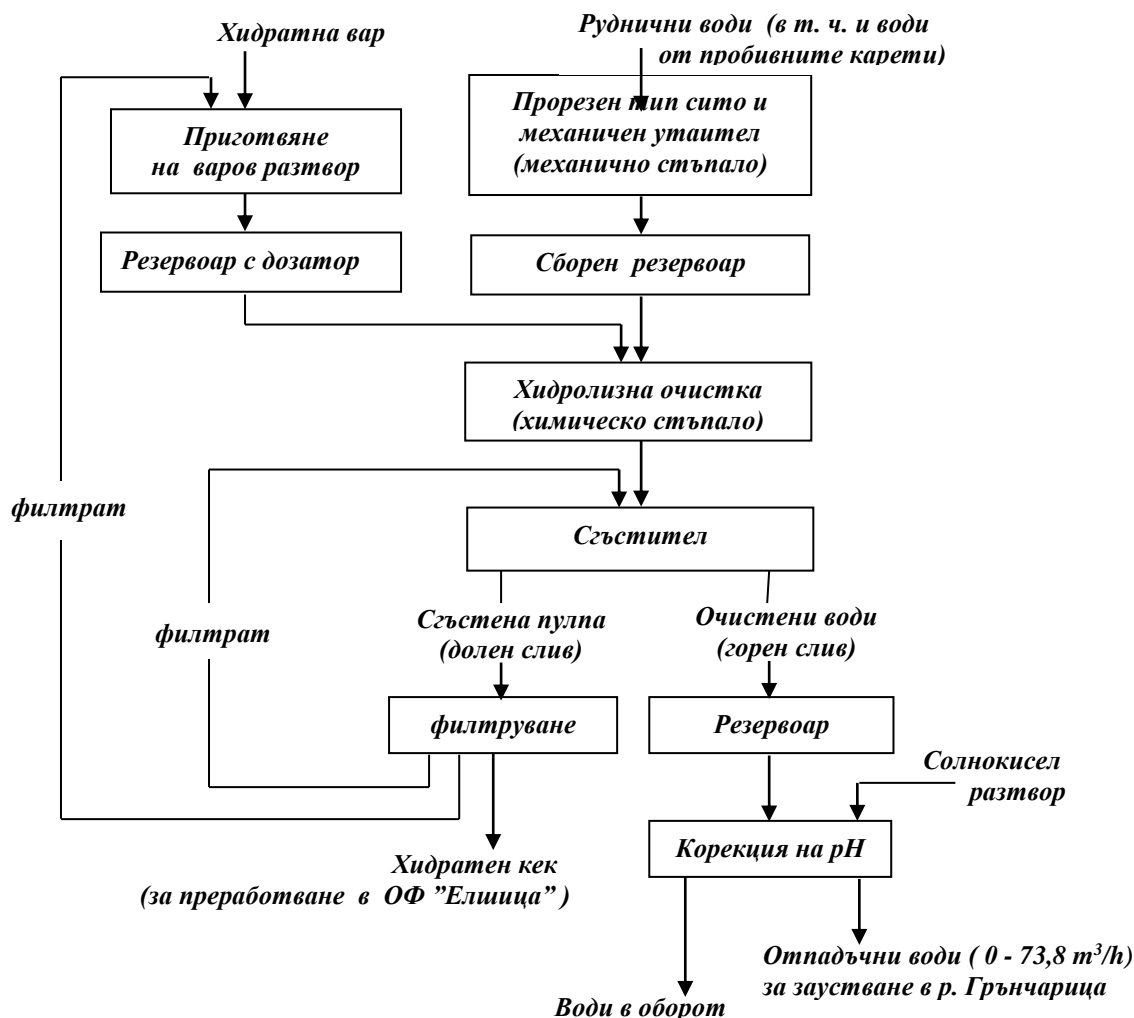 Хидратна вар
Руднични води (в т. ч. и води
от пробивните карети)
Приготвяне
на варов разтвор
Прорезен тип сито и
механичен утаител
(механично стъпало)
Резервоар с дозатор
Сборен резервоар
Хидролизна очистка
(химическо стъпало)
филтрат
Сгъстител
филтрат
Сгъстена пулпа
(долен слив)
Очистени води
(горен слив)
филтруване
Резервоар
Солнокисел
разтвор
Корекция на рН
Хидратен кек
(за преработване в ОФ ”Елшица” )
Отпадъчни води ( 0 - 73,8 m³/h)
за заустване в р. Грънчарица
Води в оборот